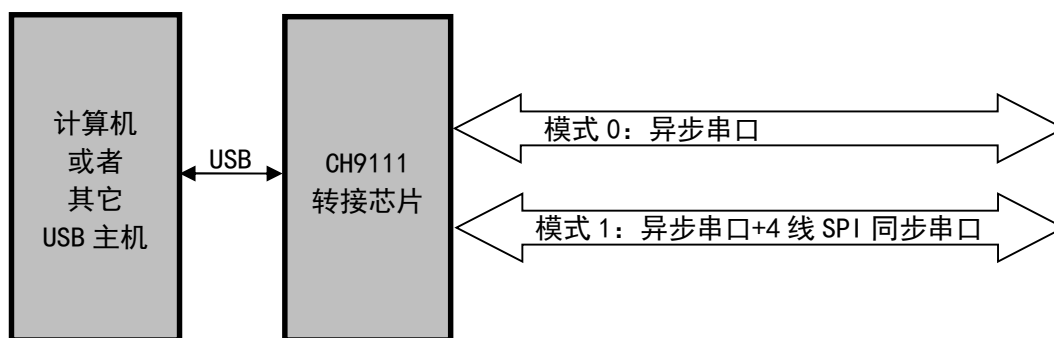 计算机
或者
其它
USB 主机
USB
CH9111
转接芯片
模式 0：异步串口
模式 1：异步串口+4 线 SPI 同步串口